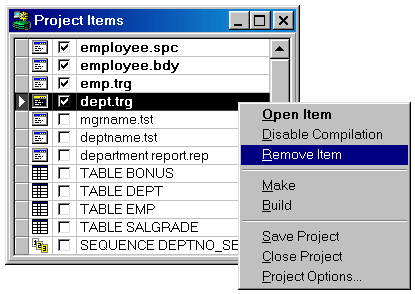 Project Items
employee.spc
employee.bdy
emp.trg
dept.trg
mgrname.tst
deptname.tst
department report.rep
TABLE BONUS
TABLE DEPT
TABLE EMP
TABLE SALGRADE
SEQUENCE DEPTNO_SE
Open Item
Disable Compilation
Remove Item
Make
Build
Save Project
Close Project
Project Options...